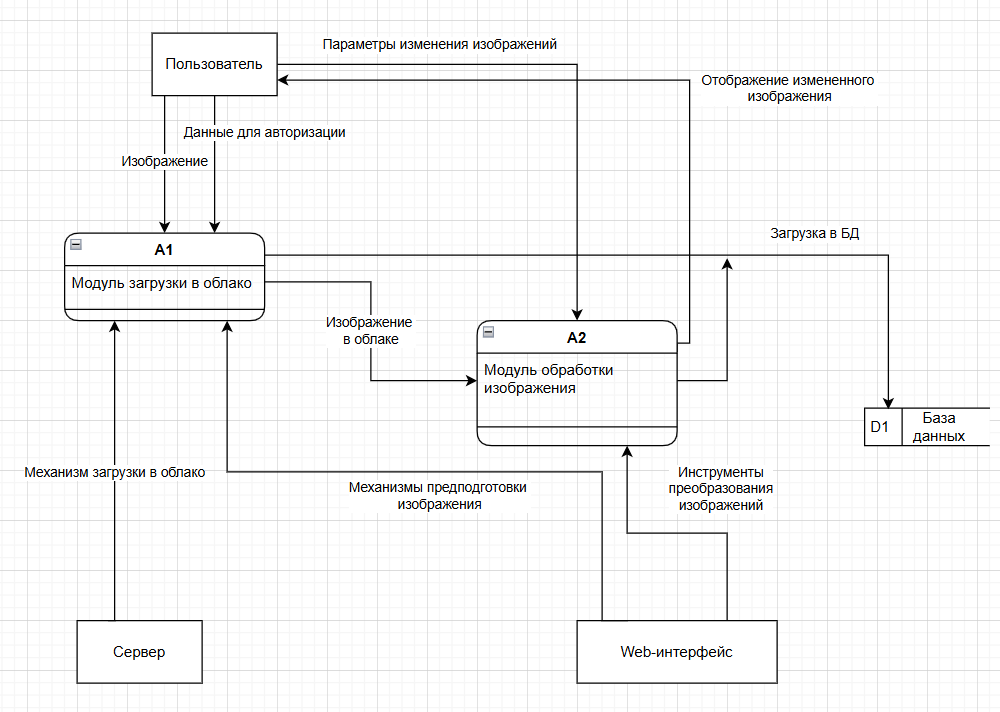 Параметры изменения изображений
Пользователь
Отображение измененного
изображения
Данные для авторизации
Изображение
Загрузка в БД
A1
Модуль загрузки в облако
Изображение
в облаке
A2
Модуль обработки
изображения
D1
База
данных
Механизм загрузки в облако
Механизмы предподготовки
изображения
Инструменты
преобразования
изображений
Сервер
Web-интерфейс